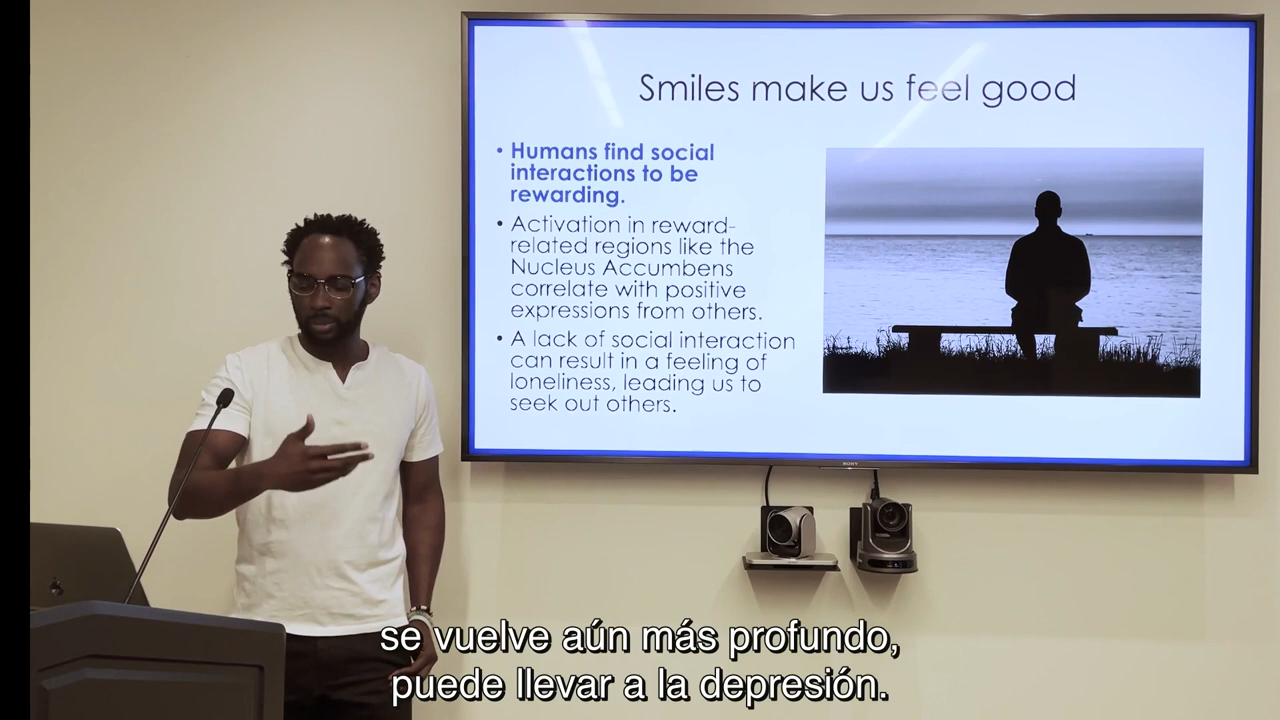 Smiles make us feel good
• Humans find social
interactions to be
rewarding.
• Activation in reward-
related regions like the
Nucleus Accumbens
correlate with positive
expressions from others.
• A lack of social interaction
can result in a feeling of
loneliness, leading us to
seek out others.
SONY
se vuelve aún más profundo,
puede llevar a la depresión.